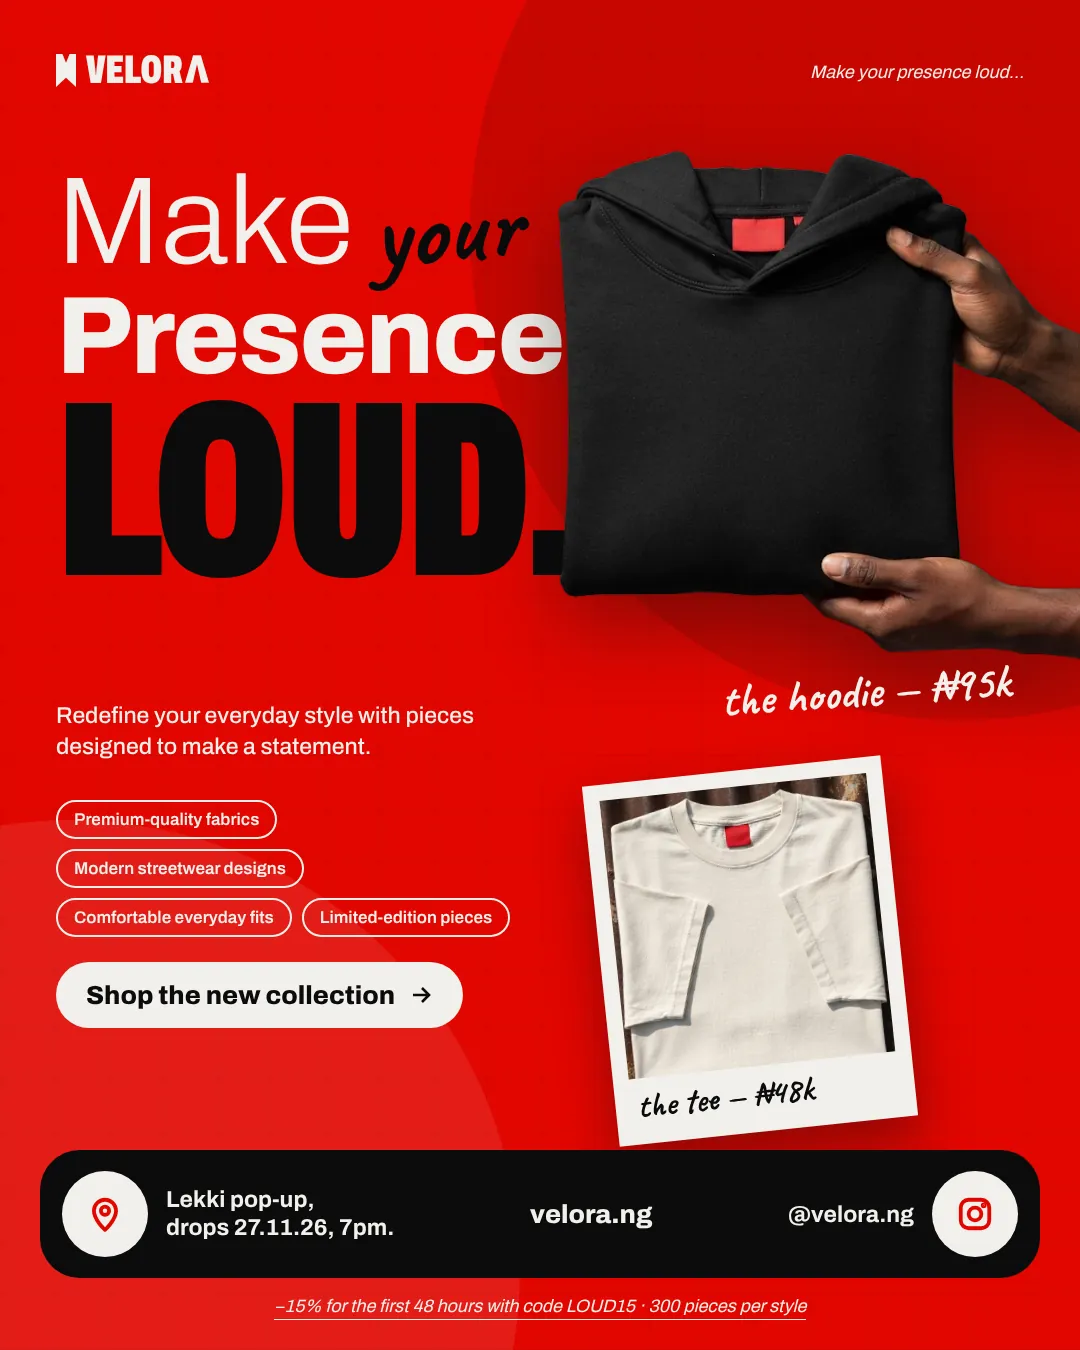 VELORA
Make your presence loud...
Make your
Presence
LOUD.
the hoodie – ₦95k
Redefine your everyday style with pieces
designed to make a statement.
Premium-quality fabrics
Modern streetwear designs
Comfortable everyday fits
Limited-edition pieces
Shop the new collection →
the tee – ₦48k
Lekki pop-up,
drops 27.11.26, 7pm.
velora.ng
@velora.ng
–15% for the first 48 hours with code LOUD15 · 300 pieces per style